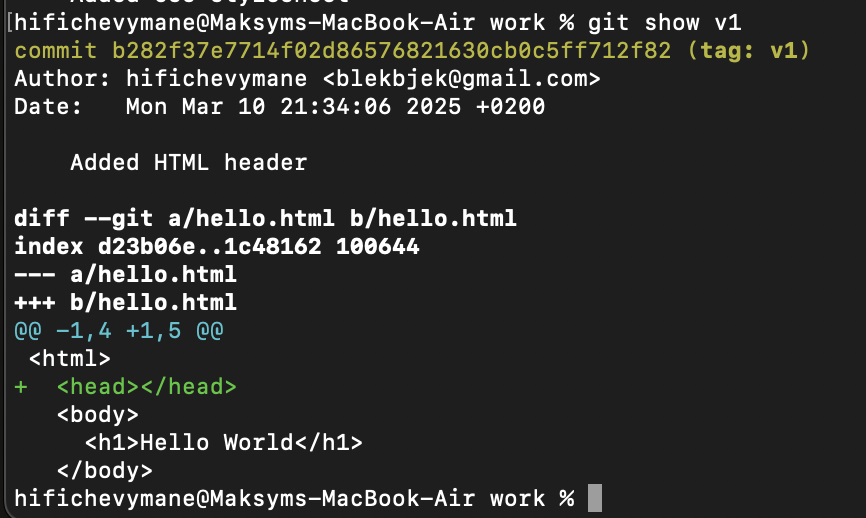 [hifichevymane@Maksyms-MacBook-Air work % git show v1
commit b282f37e7714f02d86576821630cb0c5ff712f82 (tag: v1)
Author: hifichevymane <blekbjek@gmail.com>
Date:   Mon Mar 10 21:34:06 2025 +0200

    Added HTML header

diff --git a/hello.html b/hello.html
index d23b06e..1c48162 100644
--- a/hello.html
+++ b/hello.html
@@ -1,4 +1,5 @@
 <html>
+  <head></head>
   <body>
     <h1>Hello World</h1>
   </body>
hifichevymane@Maksyms-MacBook-Air work %